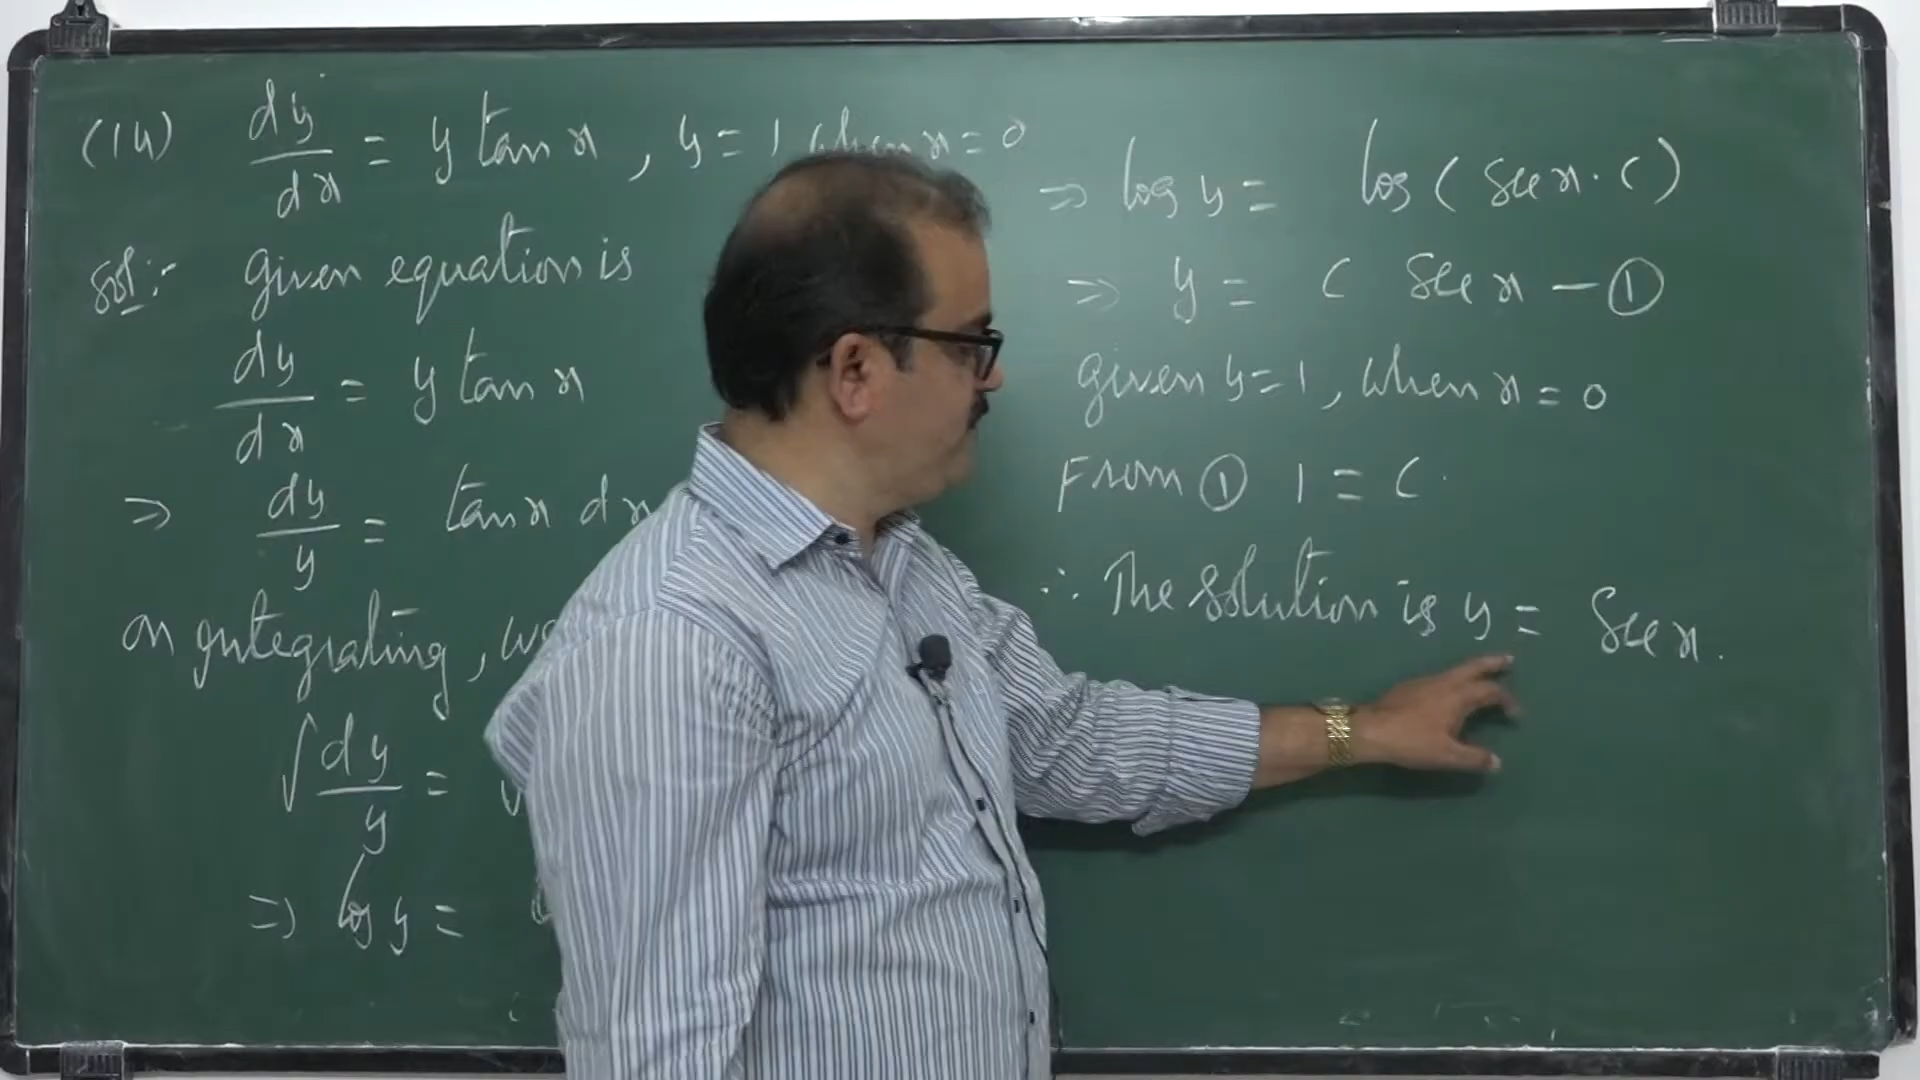 (14) dy/dx = y tan x, y = 1 when x = 0
Sol:- Given equation is
dy/dx = y tan x
⇒ dy/y = tan x dx
on integrating,
∫ dy/y =
⇒ log y =
⇒ log y = log (sec x . C)
⇒ y = C sec x - ①
given y = 1, when x = 0
From ① 1 = C.
∴ The Solution is y = Sec x.